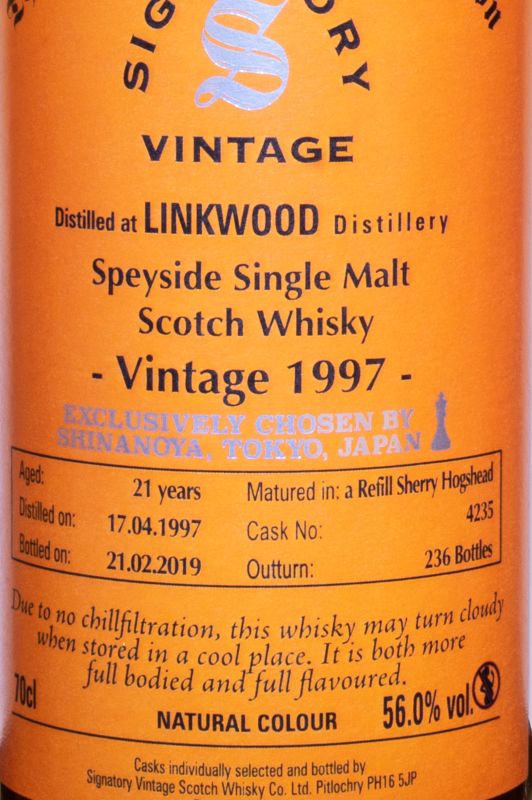 SIGNATORY
VINTAGE
Distilled at LINKWOOD Distillery
Speyside Single Malt
Scotch Whisky
- Vintage 1997 -
EXCLUSIVELY CHOSEN BY
SHINANOYA, TOKYO, JAPAN
Aged: 21 years
Distilled on: 17.04.1997
Bottled on: 21.02.2019
Matured in: a Refill Sherry Hogshead
Cask No: 4235
Outturn: 236 Bottles
Due to no chillfiltration, this whisky may turn cloudy
when stored in a cool place. It is both more
full bodied and full flavoured.
70cl
NATURAL COLOUR
56.0% vol.
Casks individually selected and bottled by
Signatory Vintage Scotch Whisky Co. Ltd. Pitlochry PH16 5JP